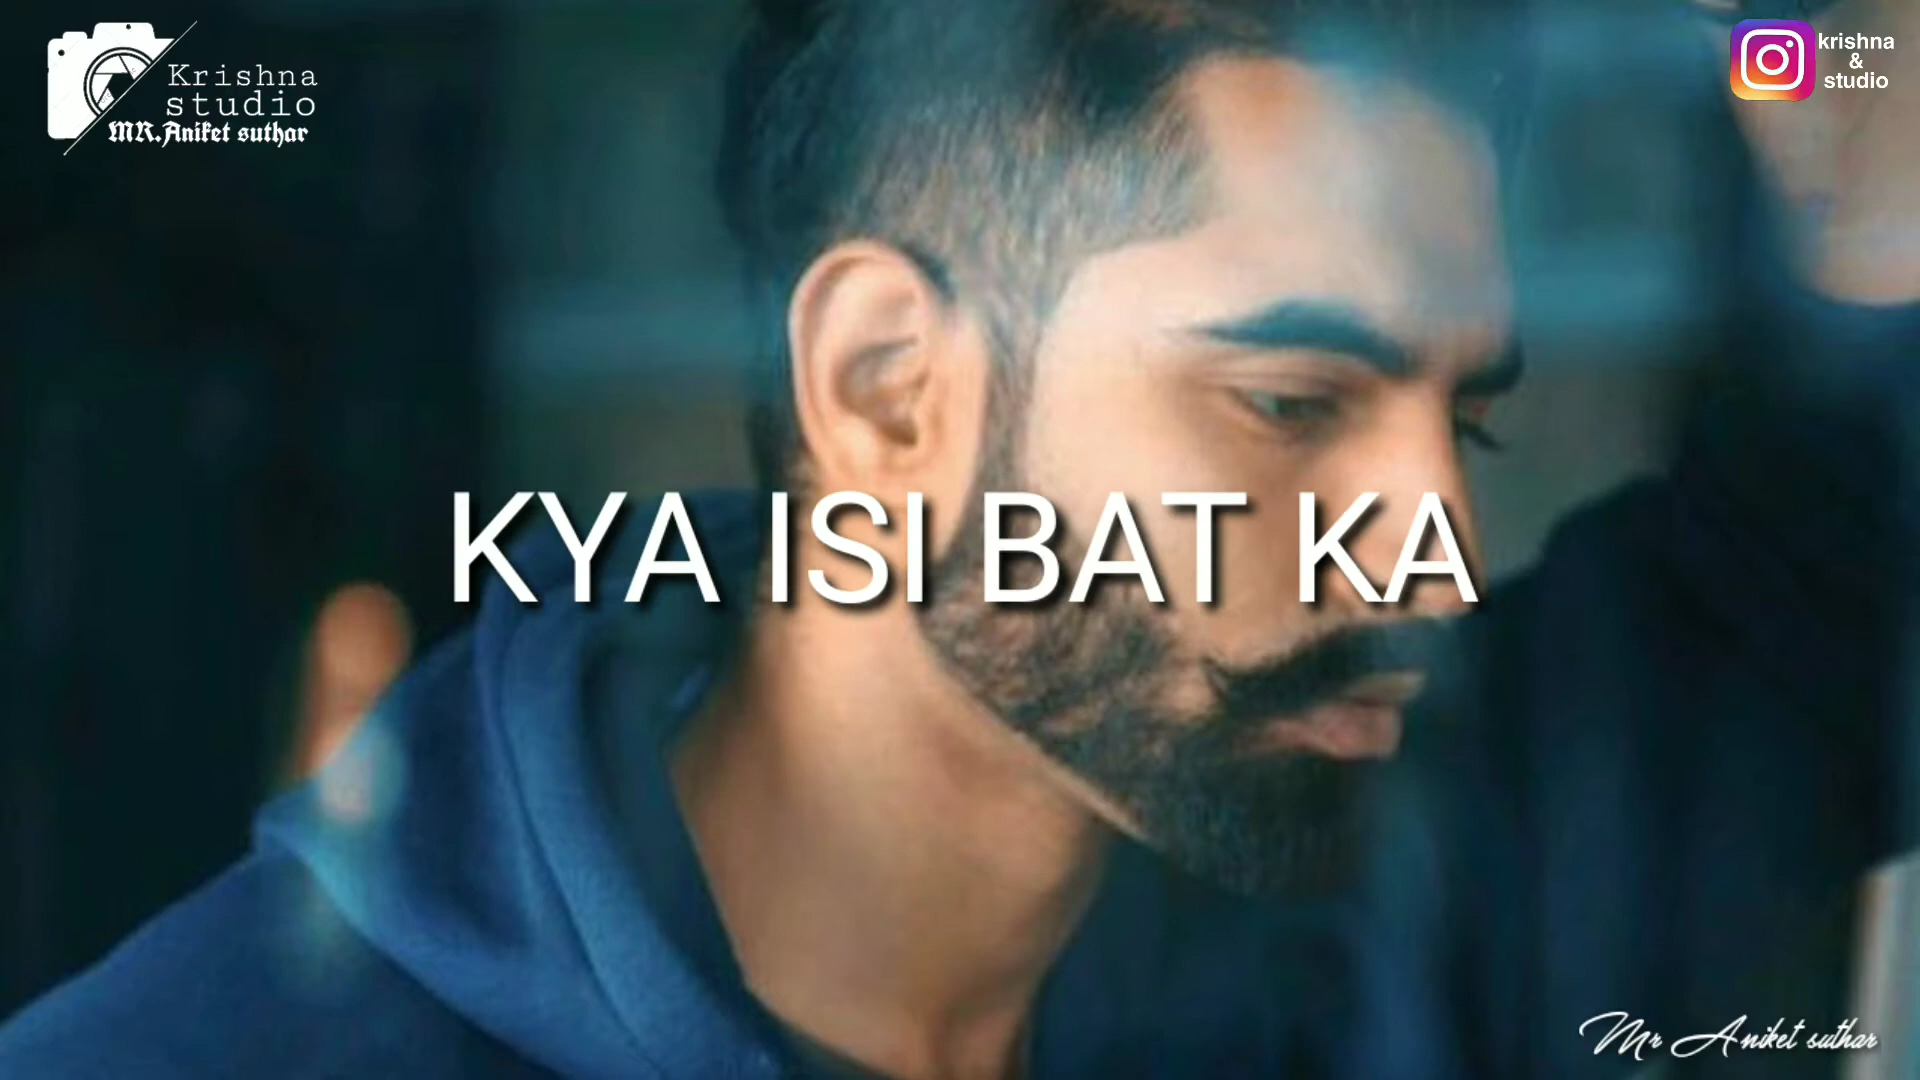 Krishna
studio
MR.Aniket suthar
krishna
&
studio
KYA ISI BAT KA
Mr Aniket suthar